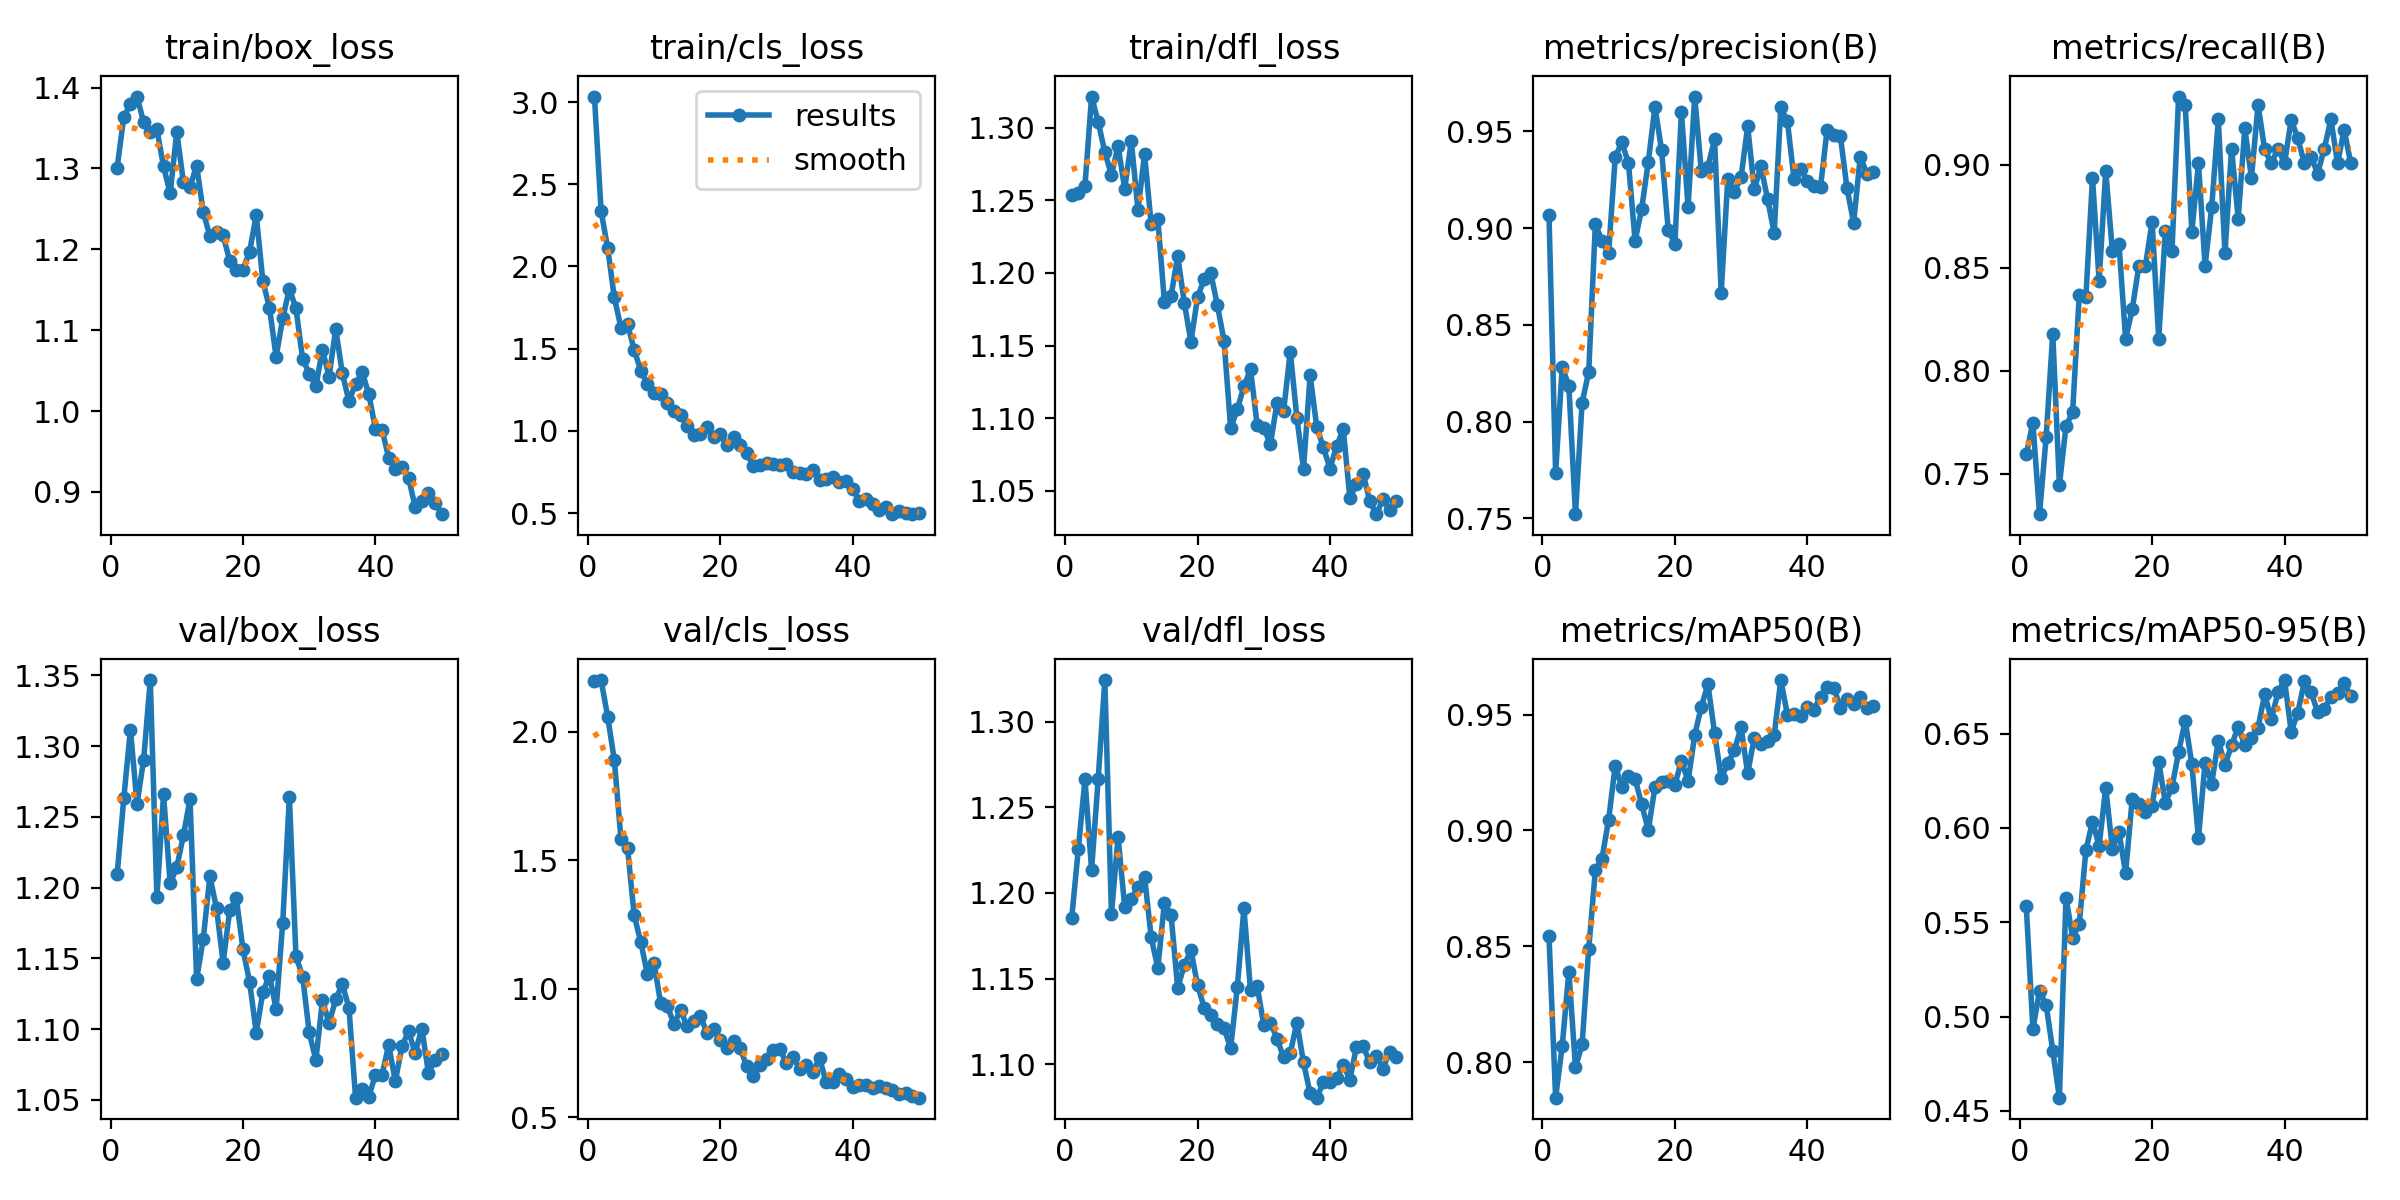 train/box_loss
1.4
1.3
1.2
1.1
1.0
0.9
0 20 40
train/cls_loss
results
smooth
3.0
2.5
2.0
1.5
1.0
0.5
0 20 40
train/dfl_loss
1.30
1.25
1.20
1.15
1.10
1.05
0 20 40
metrics/precision(B)
0.95
0.90
0.85
0.80
0.75
0 20 40
metrics/recall(B)
0.90
0.85
0.80
0.75
0 20 40
val/box_loss
1.35
1.30
1.25
1.20
1.15
1.10
1.05
0 20 40
val/cls_loss
2.0
1.5
1.0
0.5
0 20 40
val/dfl_loss
1.30
1.25
1.20
1.15
1.10
0 20 40
metrics/mAP50(B)
0.95
0.90
0.85
0.80
0 20 40
metrics/mAP50-95(B)
0.65
0.60
0.55
0.50
0.45
0 20 40